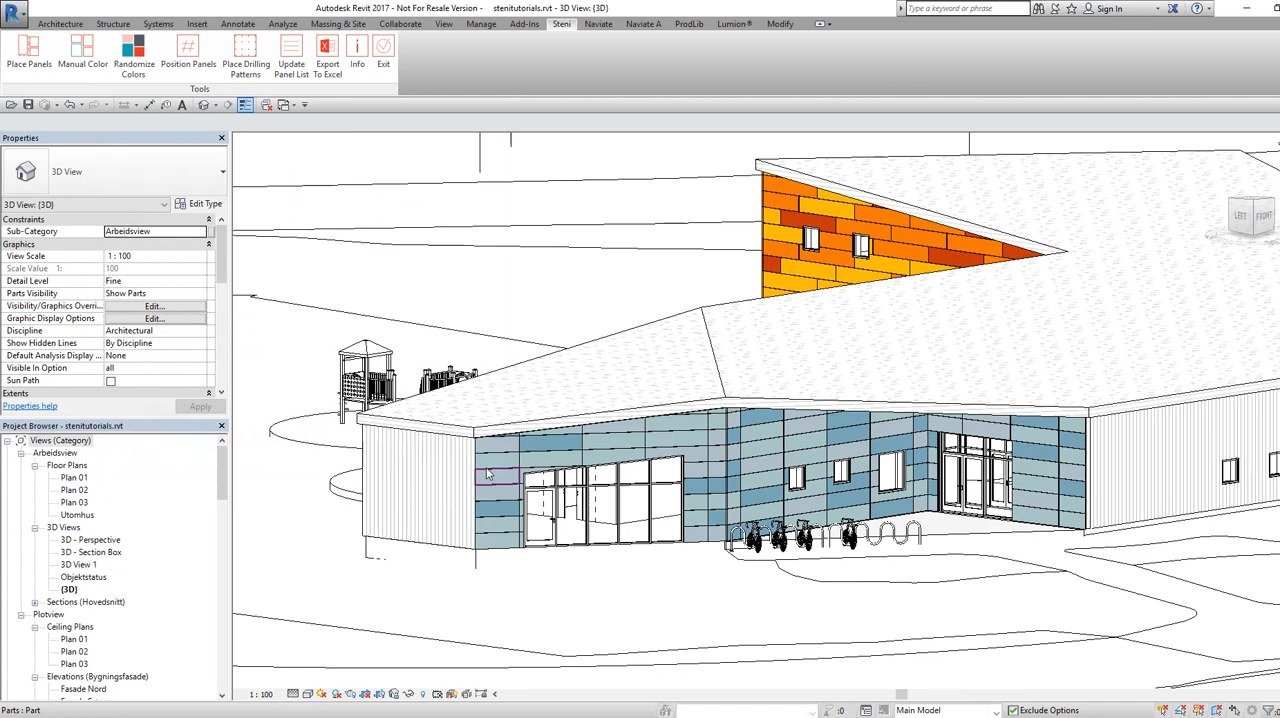 Autodesk Revit 2017 - Not For Resale Version - stenitutorials.rvt - 3D View: {3D}
Type a keyword or phrase
Sign In
Architecture Structure Systems Insert Annotate Analyze Massing & Site Collaborate View Manage Add-Ins Steni Naviate Naviate A ProdLib Lumion® Modify
Place Panels Manual Color Randomize Colors Position Panels Place Drilling Patterns Update Panel List Export To Excel Info Exit
Tools
Properties
3D View
3D View: {3D} Edit Type
Constraints
Sub-Category Arbeidsview
Graphics
View Scale 1 : 100
Scale Value 1: 100
Detail Level Fine
Parts Visibility Show Parts
Visibility/Graphics Overri... Edit...
Graphic Display Options Edit...
Discipline Architectural
Show Hidden Lines By Discipline
Default Analysis Display ... None
Visible In Option all
Sun Path
Extents
Properties help Apply
Project Browser - stenitutorials.rvt
Views (Category)
Arbeidsview
Floor Plans
Plan 01
Plan 02
Plan 03
Utomhus
3D Views
3D - Perspective
3D - Section Box
3D View 1
Objektstatus
{3D}
Sections (Hovedsnitt)
Plotview
Ceiling Plans
Plan 01
Plan 02
Plan 03
Elevations (Bygningsfasade)
Fasade Nord
LEFT FRONT
1 : 100
Parts : Part
:0 Main Model Exclude Options